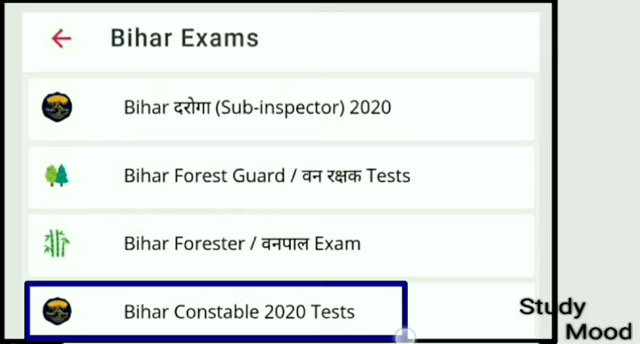 Bihar Exams
Bihar दरोगा (Sub-inspector) 2020
Bihar Forest Guard / वन रक्षक Tests
Bihar Forester / वनपाल Exam
Bihar Constable 2020 Tests
Study
Mood